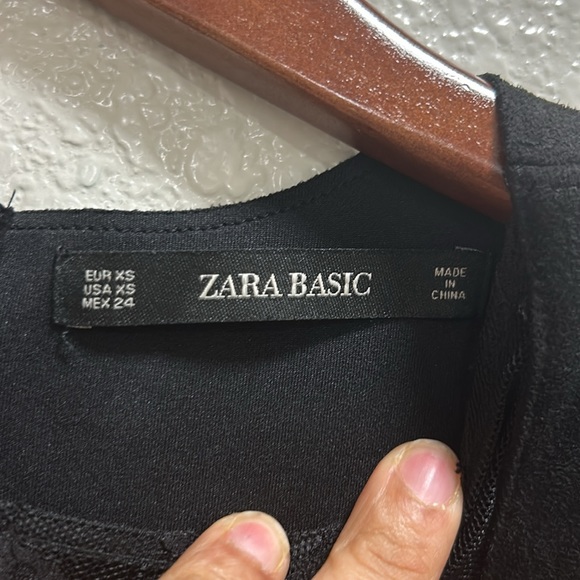 EUR XS
USA XS
MEX 24
ZARA BASIC
MADE
IN
CHINA